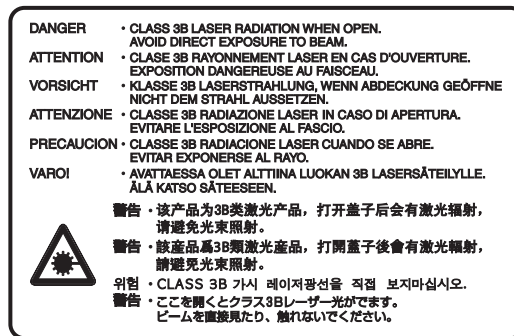 DANGER · CLASS 3B LASER RADIATION WHEN OPEN.
AVOID DIRECT EXPOSURE TO BEAM.
ATTENTION · CLASE 3B RAYONNEMENT LASER EN CAS D'OUVERTURE.
EXPOSITION DANGEREUSE AU FAISCEAU.
VORSICHT · KLASSE 3B LASERSTRAHLUNG, WENN ABDECKUNG GEÖFFNE
NICHT DEM STRAHL AUSSETZEN.
ATTENZIONE · CLASSE 3B RADIAZIONE LASER IN CASO DI APERTURA.
EVITARE L'ESPOSIZIONE AL FASCIO.
PRECAUCION · CLASSE 3B RADIACIONE LASER CUANDO SE ABRE.
EVITAR EXPONERSE AL RAYO.
VARO! · AVATTAESSA OLET ALTTIINA LUOKAN 3B LASERSÄTEILYLLE.
ÄLÄ KATSO SÄTEESEEN.
警告 · 该产品为3B类激光产品，打开盖子后会有激光辐射，
请避免光束照射。
警告 · 該産品爲3B類激光産品，打開蓋子後會有激光輻射，
請避免光束照射。
위험 · CLASS 3B 가시 레이저광선을 직접 보지마십시오.
警告 · ここを開くとクラス3Bレーザー光がでます。
ビームを直接見たり、触れないでください。